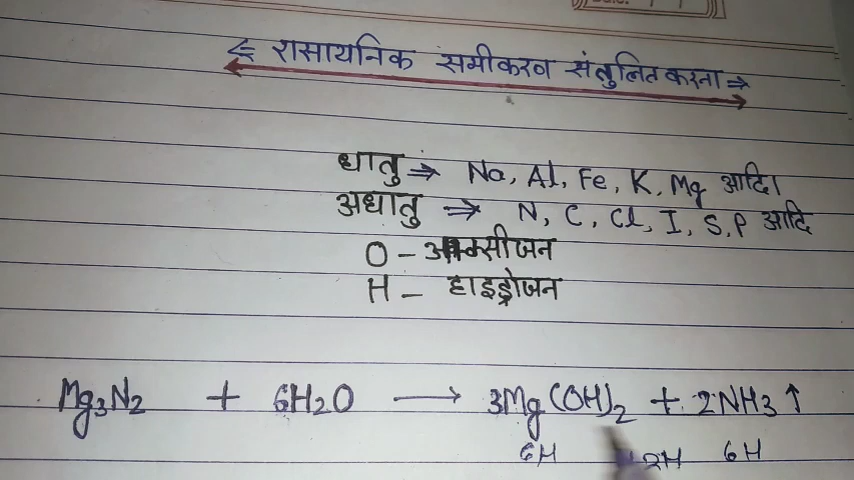 ⇐ रासायनिक समीकरण संतुलित करना ⇒
धातु ⇒ Na, Al, Fe, K, Mg आदि।
अधातु ⇒ N, C, Cl, I, S, P आदि
O - ऑक्सीजन
H - हाइड्रोजन
Mg3N2 + 6H2O ⟶ 3Mg(OH)2 + 2NH3↑
6H 12H 6H